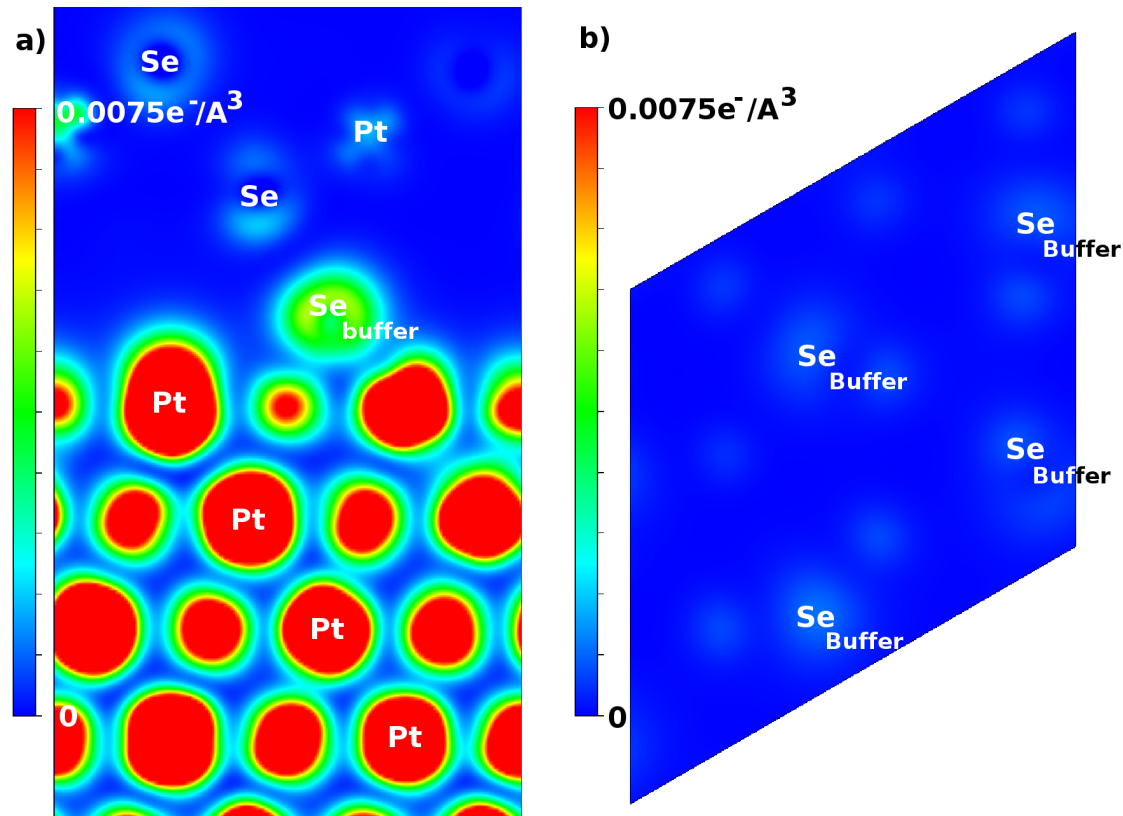 a)
Se
0.0075e-/A3
Pt
Se
Se
buffer
Pt
Pt
Pt
0
Pt
b)
0.0075e-/A3
Se
Buffer
Se
Buffer
Se
Buffer
Se
Buffer
0